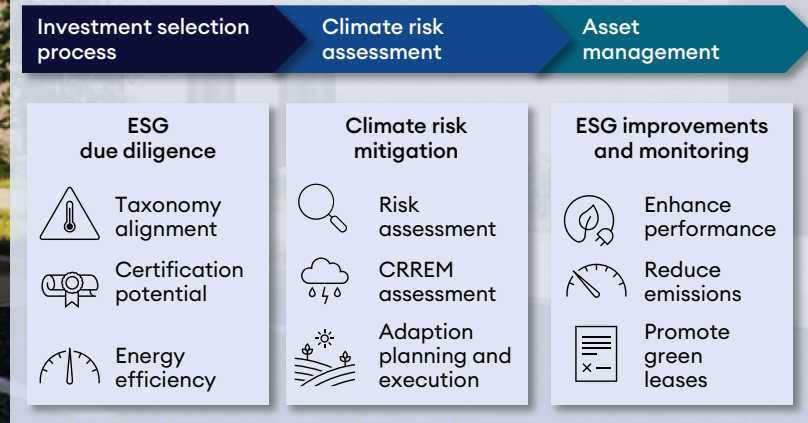 Investment selection
process
Climate risk
assessment
Asset
management
ESG
due diligence
Taxonomy
alignment
Certification
potential
Energy
efficiency
Climate risk
mitigation
Risk
assessment
CRREM
assessment
Adaption
planning and
execution
ESG improvements
and monitoring
Enhance
performance
Reduce
emissions
Promote
green
leases